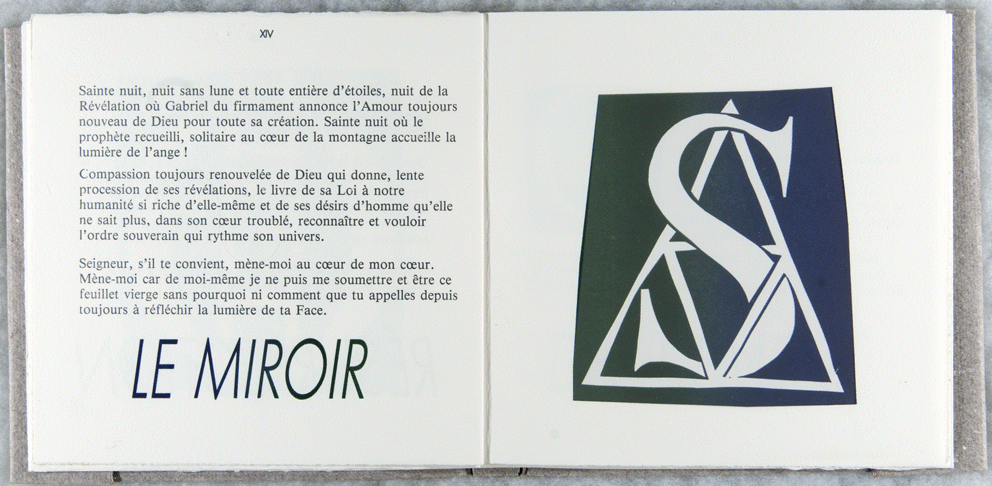 XIV
Sainte nuit, nuit sans lune et toute entière d'étoiles, nuit de la
Révélation où Gabriel du firmament annonce l'Amour toujours
nouveau de Dieu pour toute sa création. Sainte nuit où le
prophète recueilli, solitaire au cœur de la montagne accueille la
lumière de l'ange !
Compassion toujours renouvelée de Dieu qui donne, lente
procession de ses révélations, le livre de sa Loi à notre
humanité si riche d'elle-même et de ses désirs d'homme qu'elle
ne sait plus, dans son cœur troublé, reconnaître et vouloir
l'ordre souverain qui rythme son univers.
Seigneur, s'il te convient, mène-moi au cœur de mon cœur.
Mène-moi car de moi-même je ne puis me soumettre et être ce
feuillet vierge sans pourquoi ni comment que tu appelles depuis
toujours à réfléchir la lumière de ta Face.
LE MIROIR
S